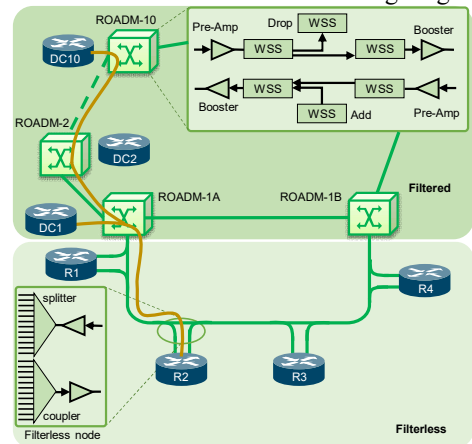 ROADM-10
Pre-Amp
Drop
WSS
Booster
DC10
WSS
WSS
WSS
WSS
Booster
WSS
Add
Pre-Amp
ROADM-2
DC2
ROADM-1A
ROADM-1B
Filtered
DC1
R1
R4
splitter
R2
R3
coupler
Filterless node
Filterless